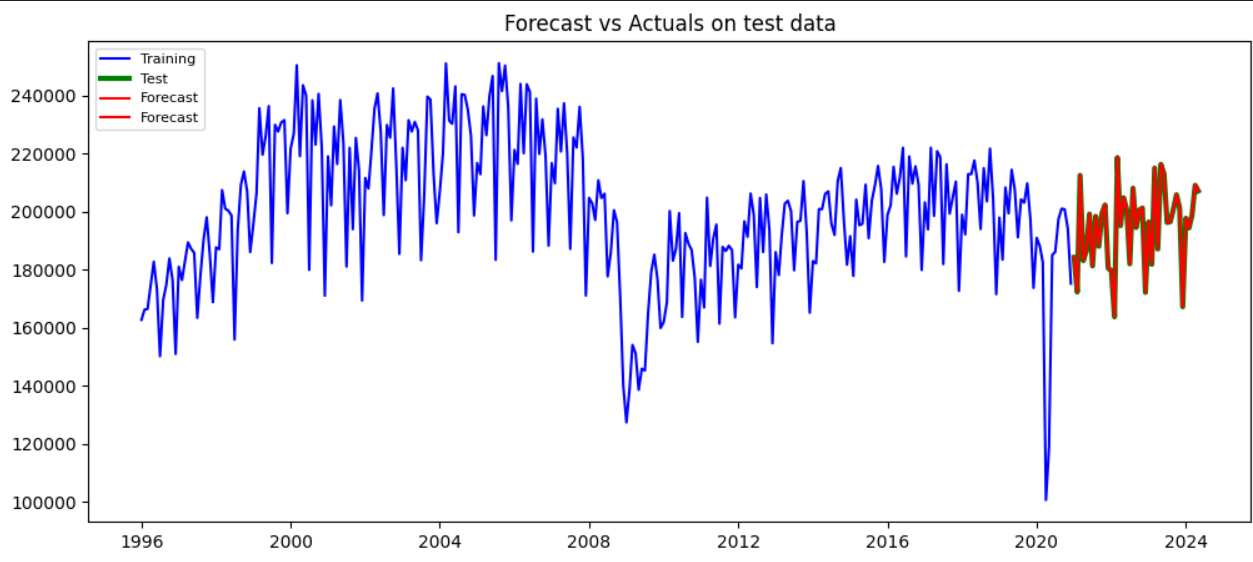 Forecast vs Actuals on test data
Training
Test
Forecast
Forecast
240000
220000
200000
180000
160000
140000
120000
100000
1996 2000 2004 2008 2012 2016 2020 2024